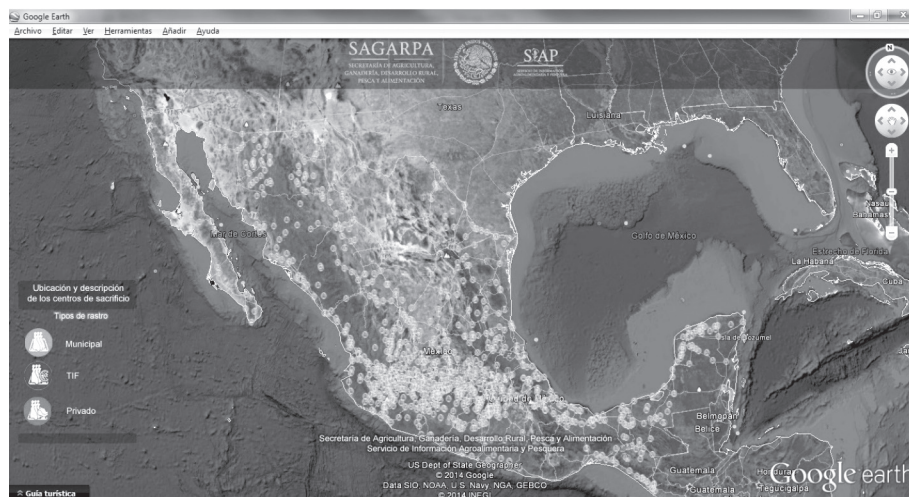 Google Earth
Archivo Editar Ver Herramientas Añadir Ayuda
SAGARPA
SECRETARÍA DE AGRICULTURA,
GANADERÍA, DESARROLLO RURAL,
PESCA Y ALIMENTACIÓN
SIAP
N
Texas
Luisiana
Nasáu
Bahamas
Mar de Cortés
Golfo de México
Estrecho de Florida
La Habana
Cuba
Ubicación y descripción
de los centros de sacrificio
Tipos de rastro
Municipal
TIF
Privado
México
Isla de Cozumel
Belmopán
Belice
Secretaría de Agricultura, Ganadería, Desarrollo Rural, Pesca y Alimentación
Servicio de Información Agroalimentaria y Pesquera
US Dept of State Geographer
© 2014 Google
Data SIO, NOAA, U.S. Navy, NGA, GEBCO
© 2014 INEGI
Guatemala
Guatemala
Honduras
Tegucigalpa
Google earth
Guía turística